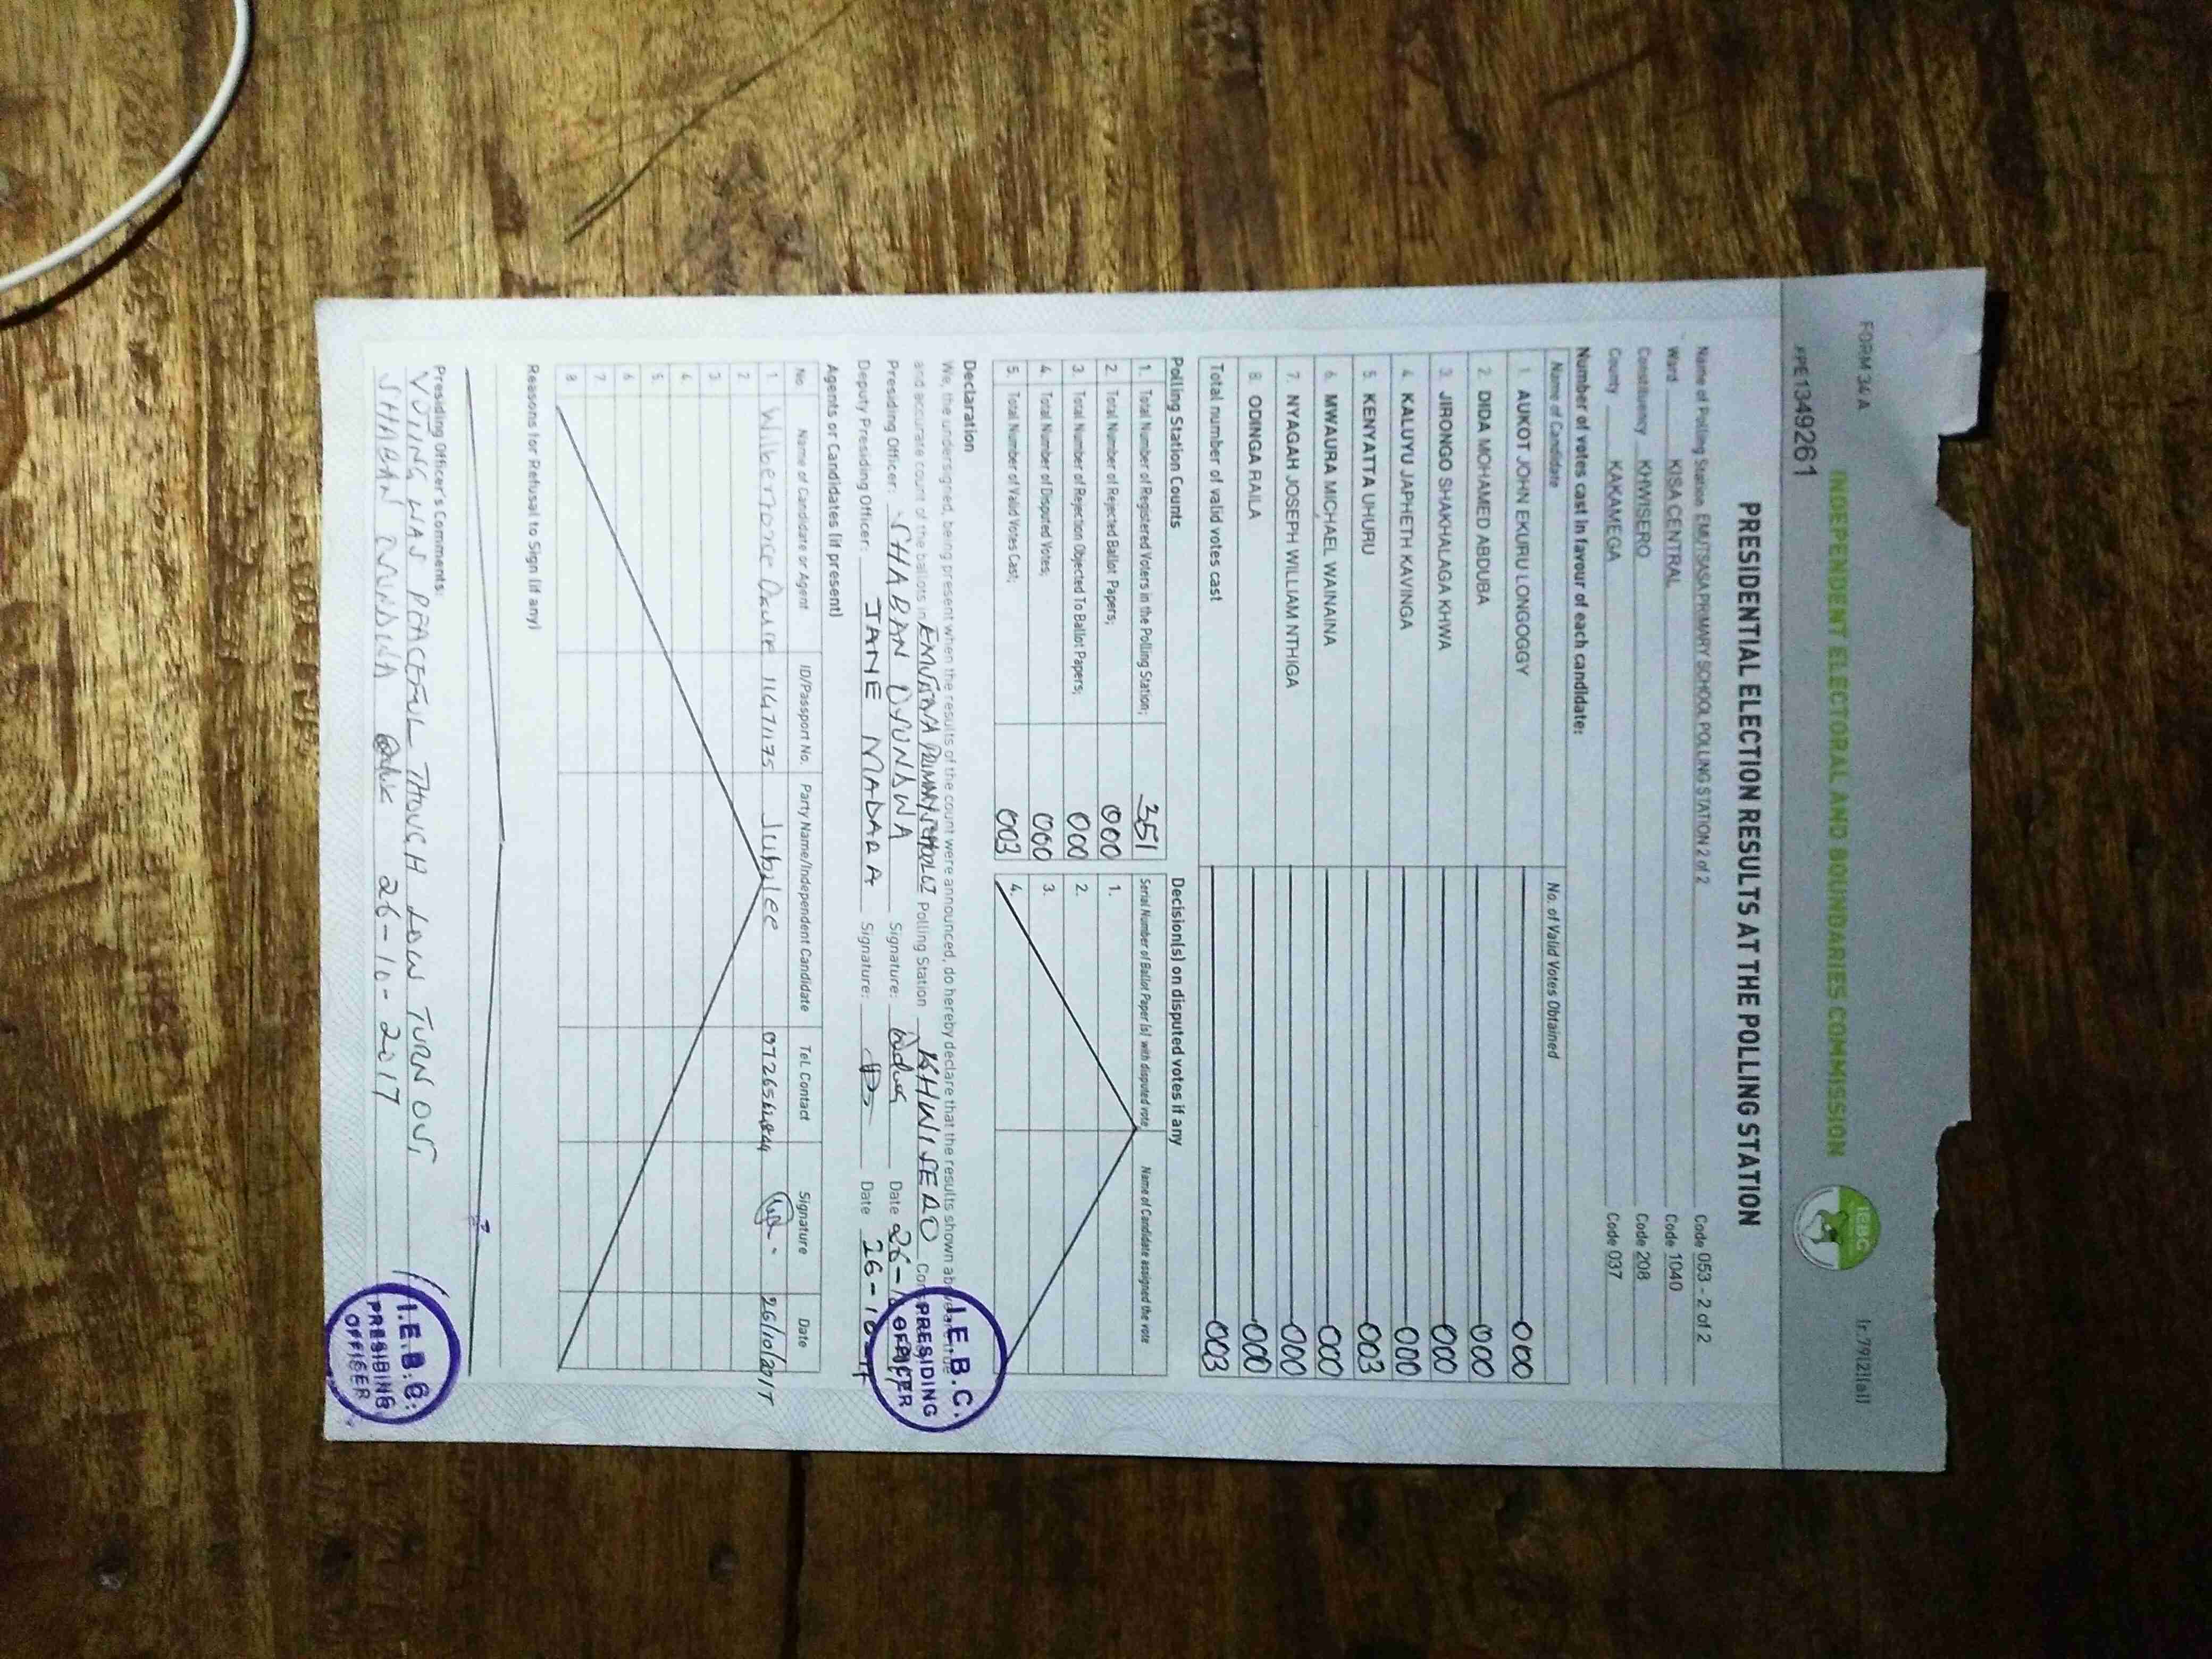 FORM 34 A
1r 79(2)(a)]
INDEPENDENT ELECTORAL AND BOUNDARIES COMMISSION
IEBC
PE1349261
PRESIDENTIAL ELECTION RESULTS AT THE POLLING STATION
Name of Polling Station EMUTSASA PRIMARY SCHOOL POLLING STATION 2 of 2 Code 053 - 2 of 2
Ward KISA CENTRAL Code 1040
Constituency KHWISERO Code 208
County KAKAMEGA Code 037
Number of votes cast in favour of each candidate:
Name of Candidate No. of Valid Votes Obtained
1. AUKOT JOHN EKURU LONGOGGY 000
2. DIDA MOHAMED ABDUBA 000
3. JIRONGO SHAKHALAGA KHWA 000
4. KALUYU JAPHETH KAVINGA 000
5. KENYATTA UHURU 003
6. MWAURA MICHAEL WAINAINA 000
7. NYAGAH JOSEPH WILLIAM NTHIGA 000
8. ODINGA RAILA 000
Total number of valid votes cast 003
Polling Station Counts
1. Total Number of Registered Voters in the Polling Station; 351
2. Total Number of Rejected Ballot Papers; 000
3. Total Number of Rejection Objected To Ballot Papers; 000
4. Total Number of Disputed Votes; 000
5. Total Number of Valid Votes Cast; 003
Decision(s) on disputed votes if any
Serial Number of Ballot Paper (s) with disputed vote Name of Candidate assigned the vote
1.
2.
3.
4.
Declaration
We, the undersigned, being present when the results of the count were announced, do hereby declare that the results shown above are true
and accurate count of the ballots in PRIMARY SCHOOL Polling Station KHWISERO
Presiding Officer: SHABAN Signature: Date 26-1
Deputy Presiding Officer: JANE MADARA Signature: Date 26-10-17
I.E.B.C.
PRESIDING
OFFICER
Agents or Candidates (if present)
No. Name of Candidate or Agent ID/Passport No. Party Name/Independent Candidate Tel. Contact Signature Date
1 Wilberforce 11471175 Jubilee 26/10/2017
2
3
4
5
6
7
8
Reasons for Refusal to Sign (if any)
Presiding Officer's Comments:
VOTING WAS PEACEFUL THOUGH LOW TURN OUT
SHABAN 26-10-2017
I.E.B.C.
PRESIDING
OFFICER